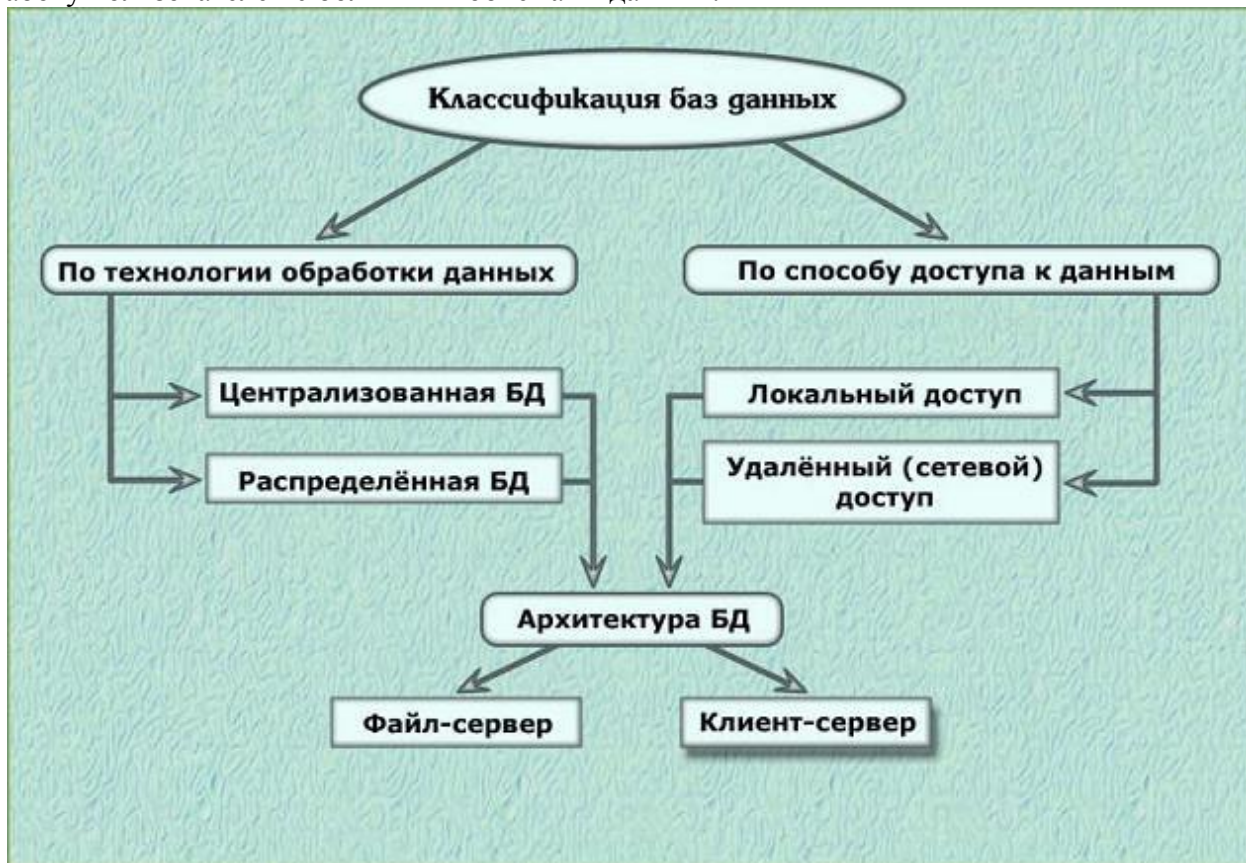 Классификация баз данных
По технологии обработки данных
По способу доступа к данным
Централизованная БД
Локальный доступ
Распределённая БД
Удалённый (сетевой)
доступ
Архитектура БД
Файл-сервер
Клиент-сервер